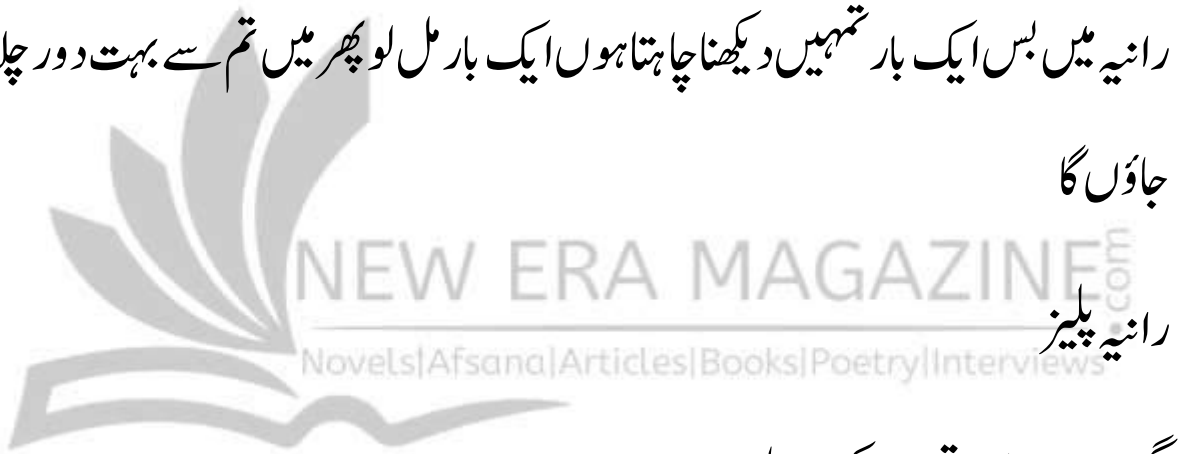 رانیہ میں بس ایک بار تمہیں دیکھنا چاہتا ہوں ایک بار مل لو پھر میں تم سے بہت دور چلا
جاؤں گا
NEW ERA MAGAZINE.com
رانیہ پلیز
Novels|Afsana|Articles|Books|Poetry|Interviews